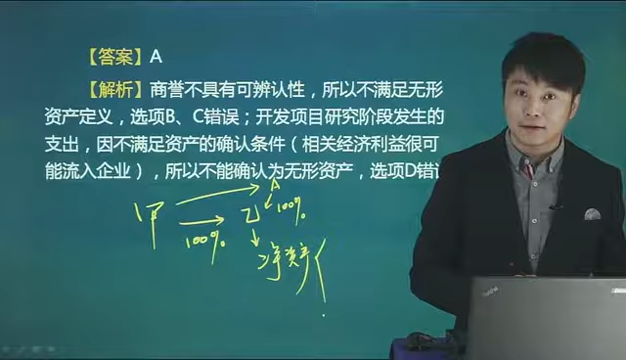 【答案】A
【解析】商誉不具有可辨认性，所以不满足无形
资产定义，选项B、C错误；开发项目研究阶段发生的
支出，因不满足资产的确认条件（相关经济利益很可
能流入企业），所以不能确认为无形资产，选项D错
A
甲 乙 100%
100%
净资产
ThinkPad